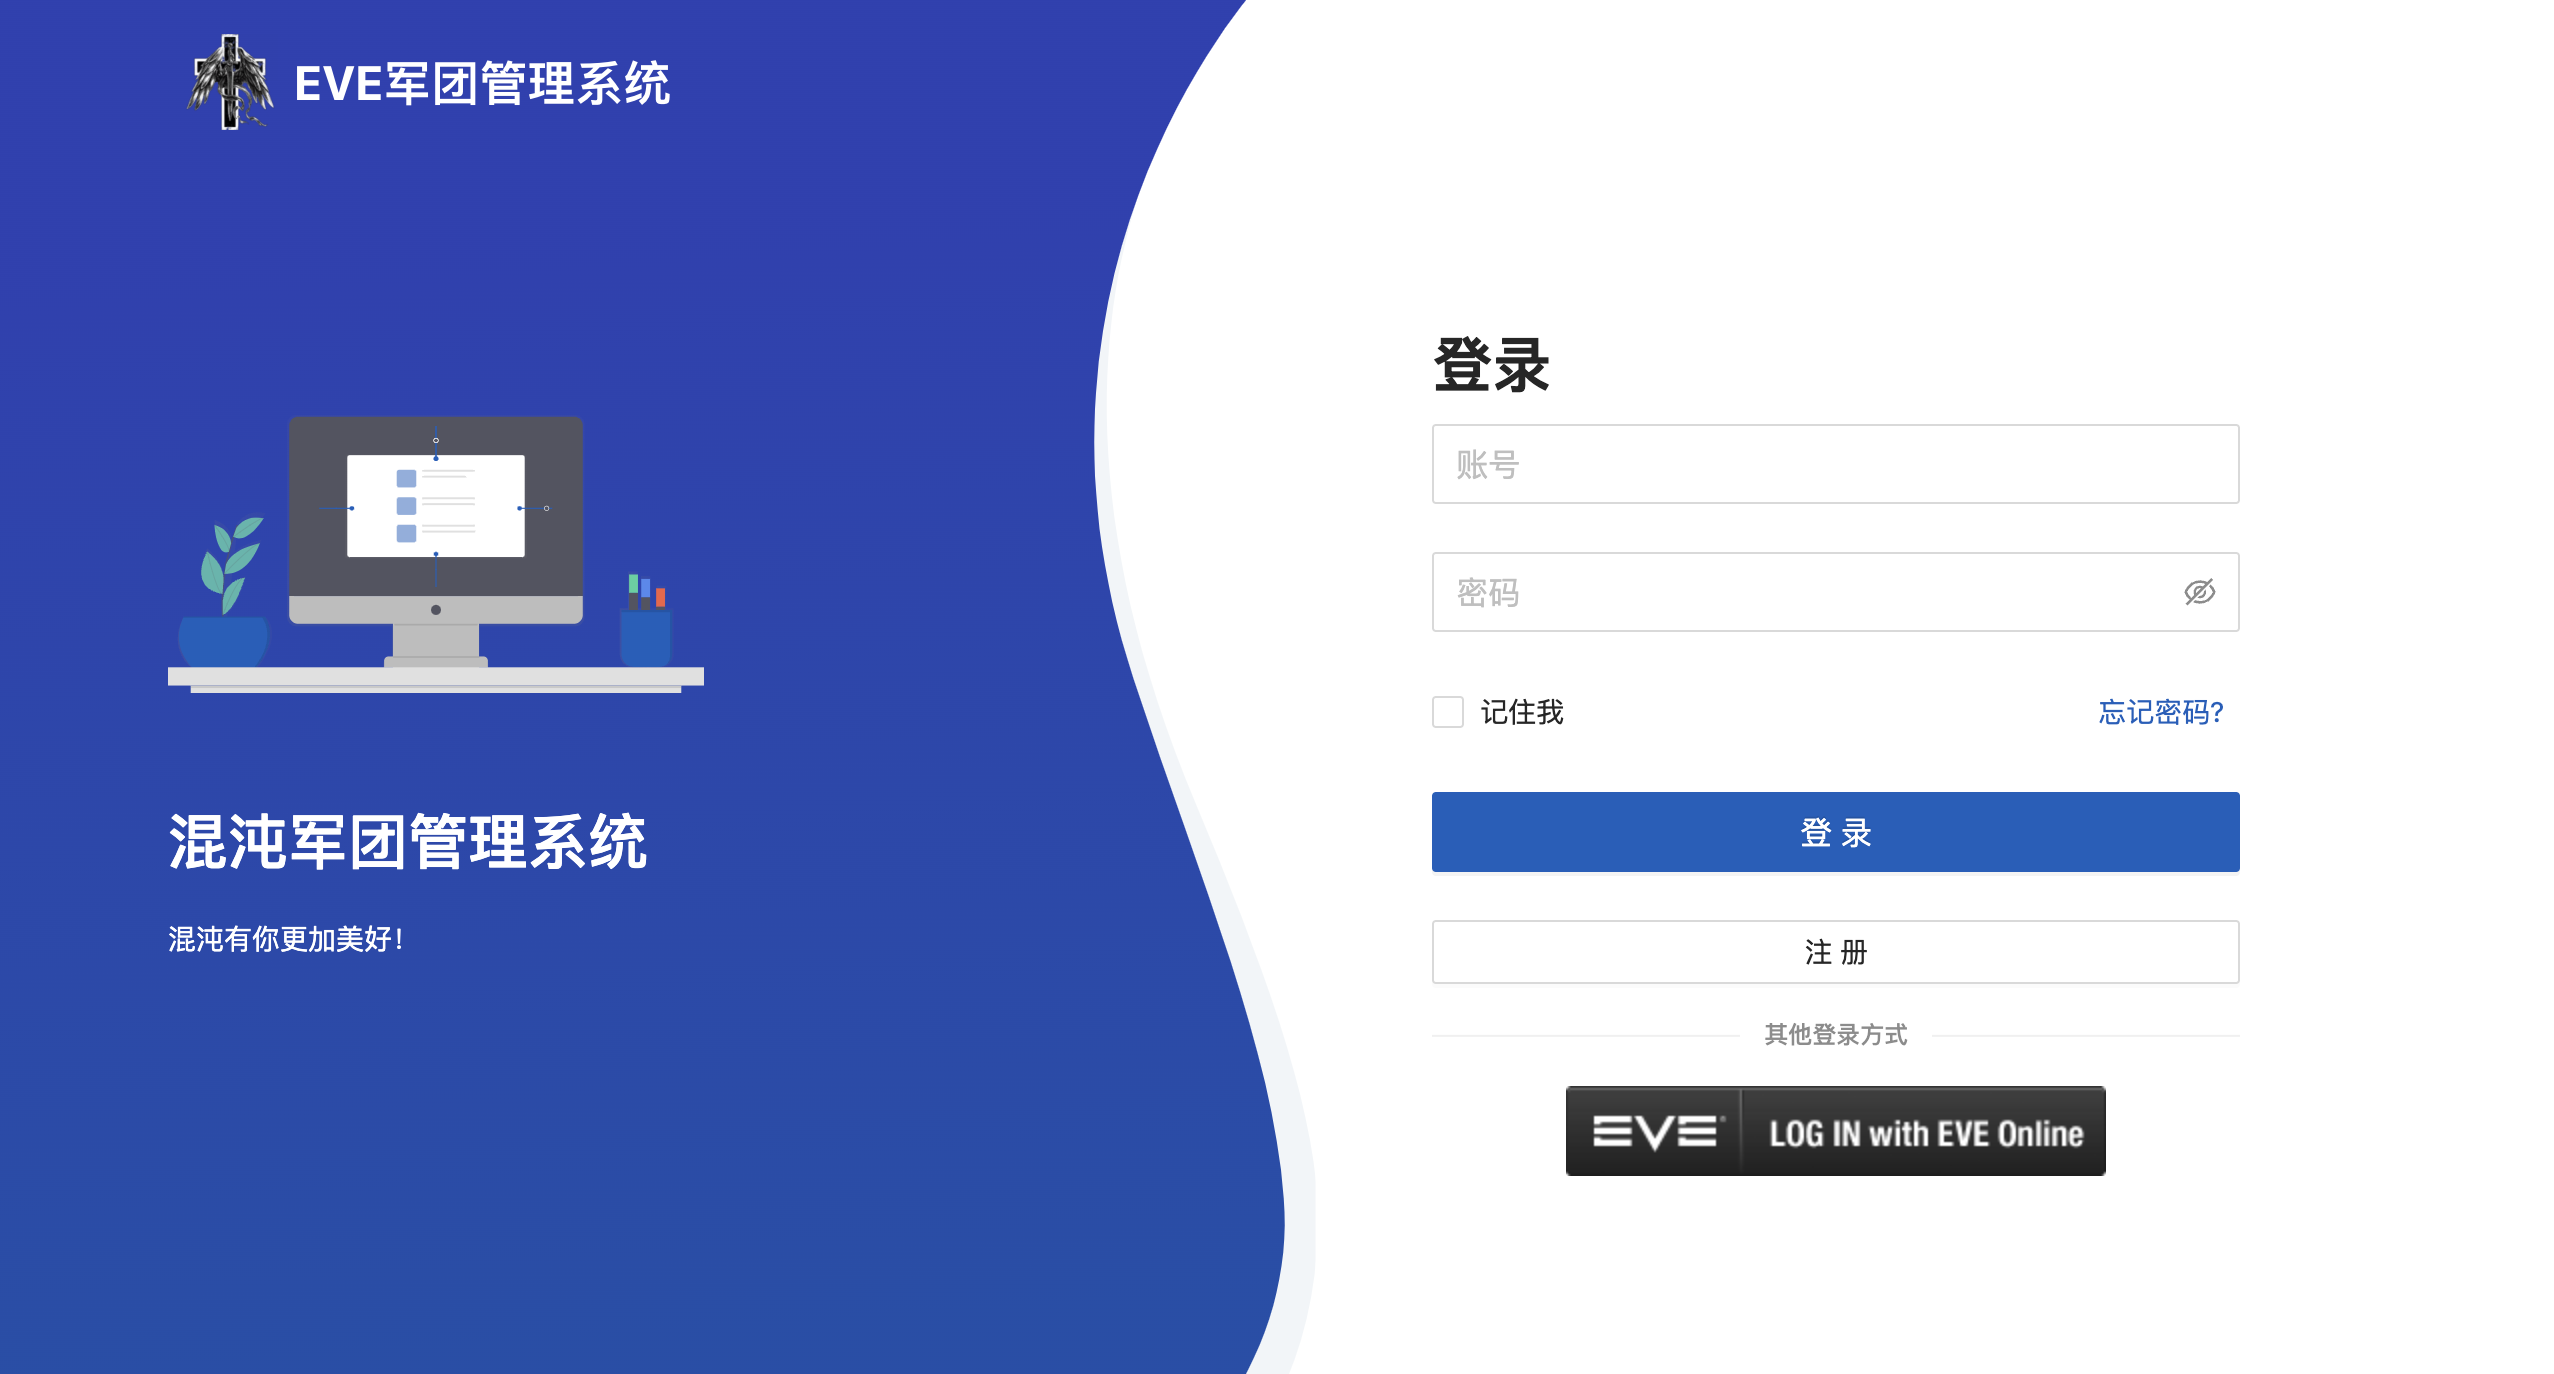 EVE军团管理系统
混沌军团管理系统
混沌有你更加美好!
登录
账号
密码
记住我
忘记密码?
登 录
注 册
其他登录方式
EVE
LOG IN with EVE Online